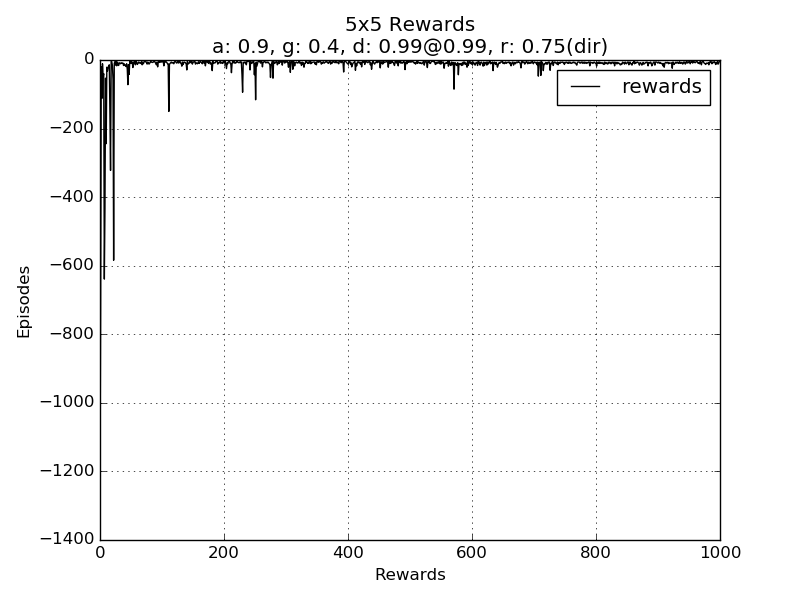 5x5 Rewards
a: 0.9, g: 0.4, d: 0.99@0.99, r: 0.75(dir)
rewards
0
−200
−400
−600
−800
−1000
−1200
−1400
Episodes
0 200 400 600 800 1000
Rewards